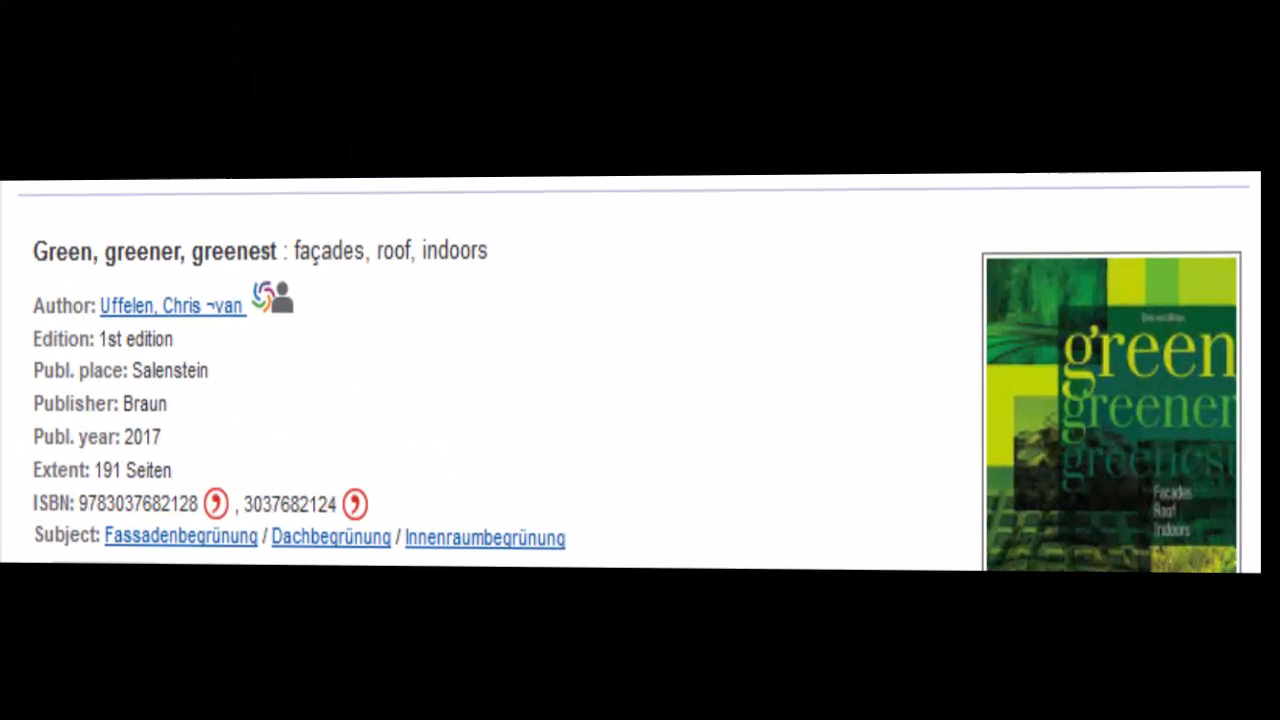 Green, greener, greenest : façades, roof, indoors
Author: Uffelen, Chris ¬van
Edition: 1st edition
Publ. place: Salenstein
Publisher: Braun
Publ. year: 2017
Extent: 191 Seiten
ISBN: 9783037682128 , 3037682124
Subject: Fassadenbegrünung / Dachbegrünung / Innenraumbegrünung
green
greener
greenest
Facades
Roof
Indoors